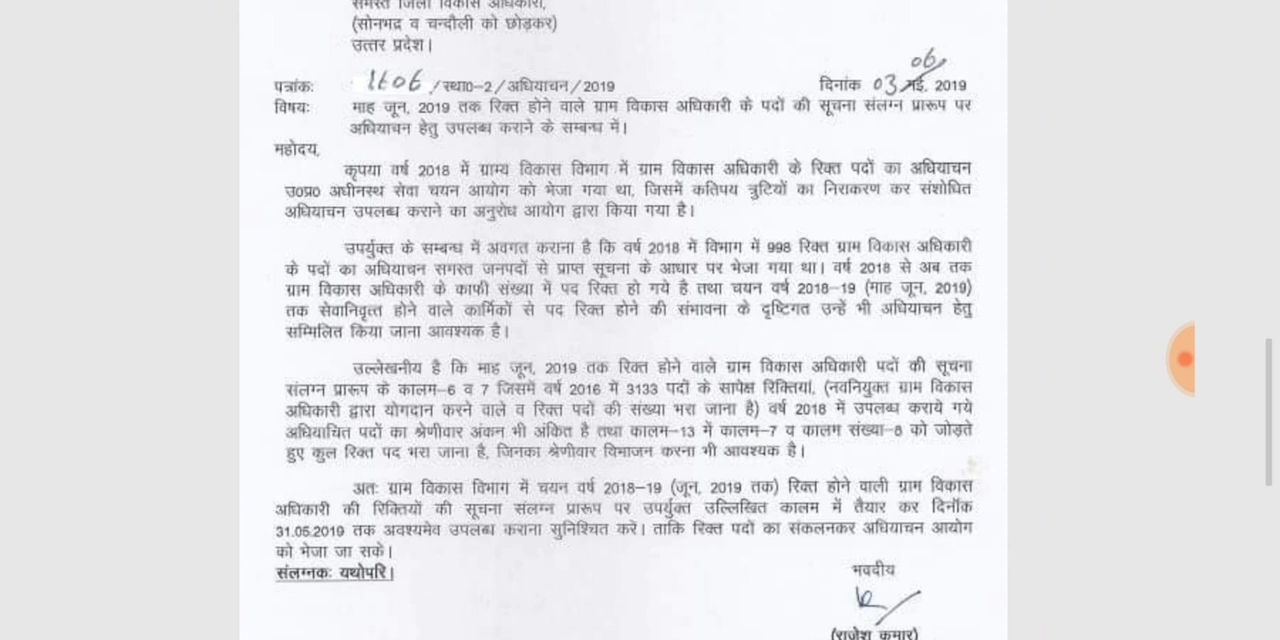 समस्त जिला विकास अधिकारी,
(सोनभद्र व चन्दौली को छोड़कर)
उत्तर प्रदेश।
06
पत्रांकः 1606 /स्था0-2/अधियाचन/2019 दिनांक 03 मई, 2019
विषयः माह जून, 2019 तक रिक्त होने वाले ग्राम विकास अधिकारी के पदों की सूचना संलग्न प्रारूप पर
अधियाचन हेतु उपलब्ध कराने के सम्बन्ध में।
महोदय,
कृपया वर्ष 2018 में ग्राम्य विकास विभाग में ग्राम विकास अधिकारी के रिक्त पदों का अधियाचन
उ0प्र0 अधीनस्थ सेवा चयन आयोग को भेजा गया था, जिसमें कतिपय त्रुटियों का निराकरण कर संशोधित
अधियाचन उपलब्ध कराने का अनुरोध आयोग द्वारा किया गया है।
उपर्युक्त के सम्बन्ध में अवगत कराना है कि वर्ष 2018 में विभाग में 998 रिक्त ग्राम विकास अधिकारी
के पदों का अधियाचन समस्त जनपदों से प्राप्त सूचना के आधार पर भेजा गया था। वर्ष 2018 से अब तक
ग्राम विकास अधिकारी के काफी संख्या में पद रिक्त हो गये है तथा चयन वर्ष 2018-19 (माह जून, 2019)
तक सेवानिवृत्त होने वाले कार्मिकों से पद रिक्त होने की संभावना के दृष्टिगत उन्हें भी अधियाचन हेतु
सम्मिलित किया जाना आवश्यक है।
उल्लेखनीय है कि माह जून, 2019 तक रिक्त होने वाले ग्राम विकास अधिकारी पदों की सूचना
संलग्न प्रारूप के कालम-6 व 7 जिसमें वर्ष 2016 में 3133 पदों के सापेक्ष रिक्तियां, (नवनियुक्त ग्राम विकास
अधिकारी द्वारा योगदान करने वाले व रिक्त पदों की संख्या भरा जाना है) वर्ष 2018 में उपलब्ध कराये गये
अधियाचित पदों का श्रेणीवार अंकन भी अंकित है तथा कालम-13 में कालम-7 व कालम संख्या-8 को जोड़ते
हुए कुल रिक्त पद भरा जाना है, जिनका श्रेणीवार विभाजन करना भी आवश्यक है।
अतः ग्राम विकास विभाग में चयन वर्ष 2018-19 (जून, 2019 तक) रिक्त होने वाली ग्राम विकास
अधिकारी की रिक्तियों की सूचना संलग्न प्रारूप पर उपर्युक्त उल्लिखित कालम में तैयार कर दिनॉक
31.05.2019 तक अवश्यमेव उपलब्ध कराना सुनिश्चित करें। ताकि रिक्त पदों का संकलनकर अधियाचन आयोग
को भेजा जा सके।
संलग्नकः यथोपरि।
भवदीय
(राजेश कुमार)